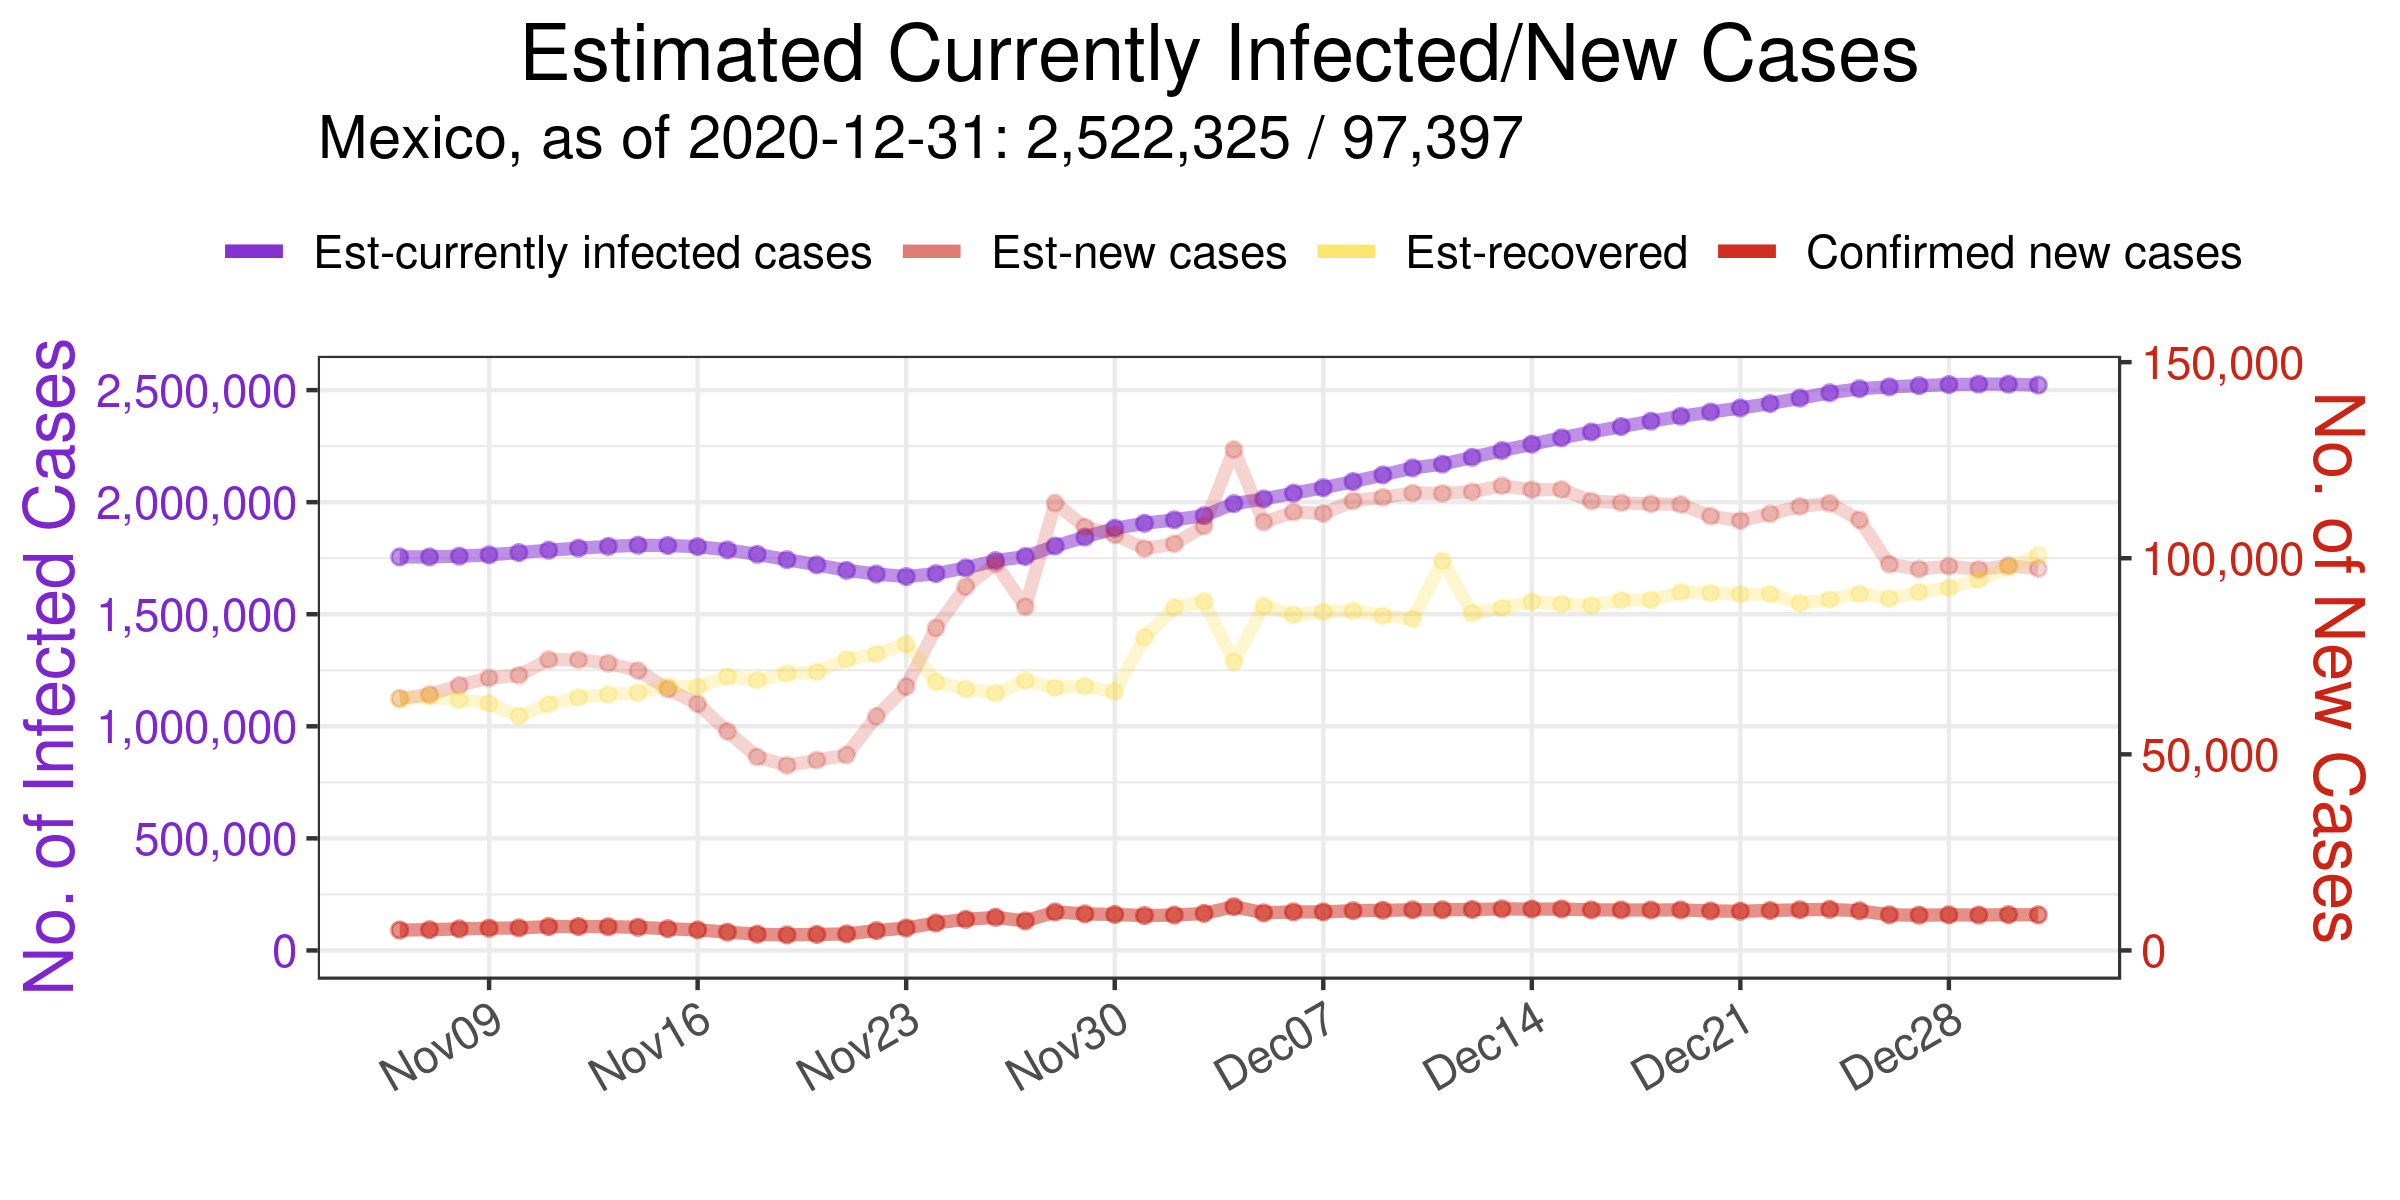 Estimated Currently Infected/New Cases
Mexico, as of 2020-12-31: 2,522,325 / 97,397
Est-currently infected cases Est-new cases Est-recovered Confirmed new cases
No. of Infected Cases
2,500,000
2,000,000
1,500,000
1,000,000
500,000
0
150,000
100,000
50,000
0
No. of New Cases
Nov09 Nov16 Nov23 Nov30 Dec07 Dec14 Dec21 Dec28